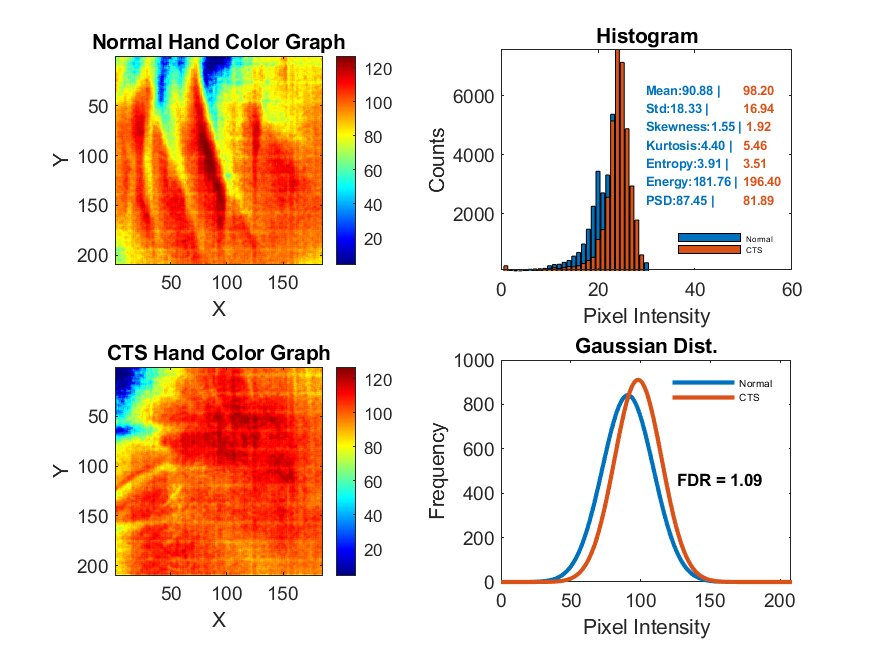 Normal Hand Color Graph
50
100
150
200
Y
50
100
150
X
120
100
80
60
40
20
Histogram
6000
4000
2000
Counts
0
20
40
60
Pixel Intensity
Mean:90.88 | 98.20
Std:18.33 | 16.94
Skewness:1.55 | 1.92
Kurtosis:4.40 | 5.46
Entropy:3.91 | 3.51
Energy:181.76 | 196.40
PSD:87.45 | 81.89
Normal
CTS
CTS Hand Color Graph
50
100
150
200
Y
50
100
150
X
120
100
80
60
40
20
Gaussian Dist.
1000
800
600
400
200
0
Frequency
0
50
100
150
200
Pixel Intensity
Normal
CTS
FDR = 1.09